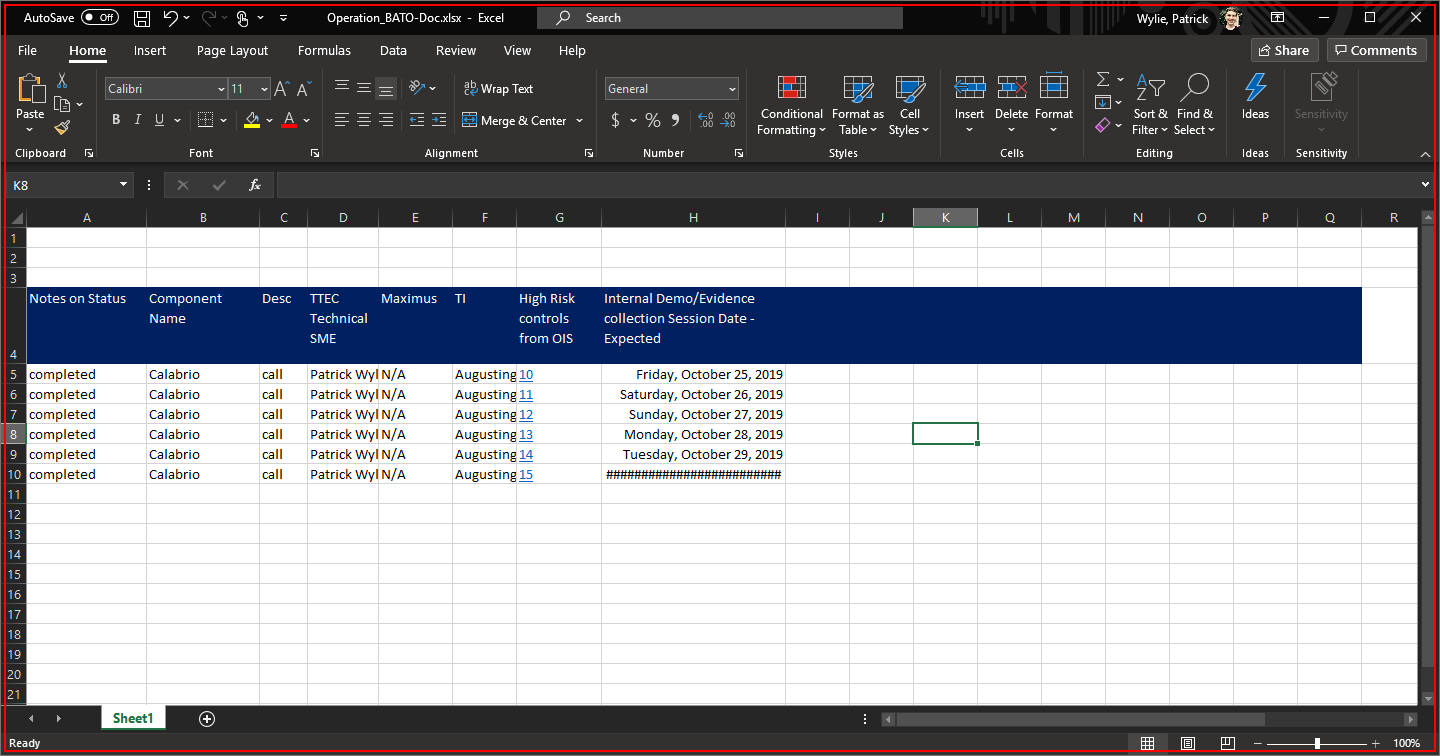 AutoSave Off Operation_BATO-Doc.xlsx - Excel Search Wylie, Patrick
File Home Insert Page Layout Formulas Data Review View Help Share Comments
Calibri 11 ab Wrap Text General
Paste B I U Merge & Center $ % Conditional Formatting Format as Table Cell Styles Insert Delete Format Sort & Filter Find & Select Ideas Sensitivity
Clipboard Font Alignment Number Styles Cells Editing Ideas Sensitivity
K8 fx
A B C D E F G H I J K L M N O P Q R
1
2
3
Notes on Status Component Desc TTEC Maximus TI High Risk Internal Demo/Evidence
Name Technical controls collection Session Date -
4 SME from OIS Expected
5 completed Calabrio call Patrick Wyl N/A Augusting 10 Friday, October 25, 2019
6 completed Calabrio call Patrick Wyl N/A Augusting 11 Saturday, October 26, 2019
7 completed Calabrio call Patrick Wyl N/A Augusting 12 Sunday, October 27, 2019
8 completed Calabrio call Patrick Wyl N/A Augusting 13 Monday, October 28, 2019
9 completed Calabrio call Patrick Wyl N/A Augusting 14 Tuesday, October 29, 2019
10 completed Calabrio call Patrick Wyl N/A Augusting 15 #########################
11
12
13
14
15
16
17
18
19
20
21
Sheet1
Ready 100%